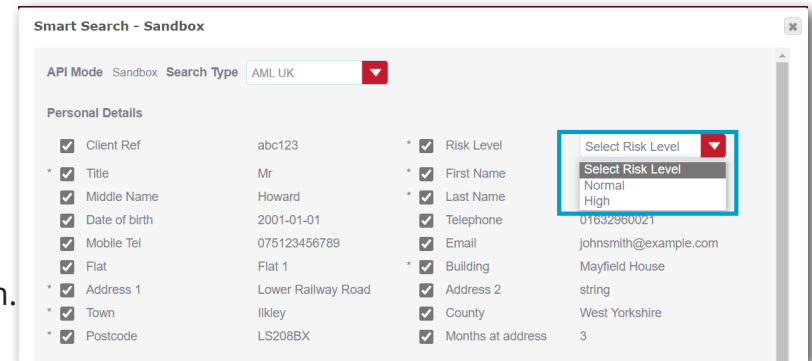 Smart Search - Sandbox
API Mode Sandbox Search Type AML UK
Personal Details
Client Ref abc123 * Risk Level Select Risk Level
* Title Mr * First Name Select Risk Level
Normal
Middle Name Howard * Last Name High
Date of birth 2001-01-01 Telephone 01632960021
Mobile Tel 075123456789 Email johnsmith@example.com
Flat Flat 1 * Building Mayfield House
n. * Address 1 Lower Railway Road Address 2 string
* Town Ilkley County West Yorkshire
* Postcode LS208BX Months at address 3